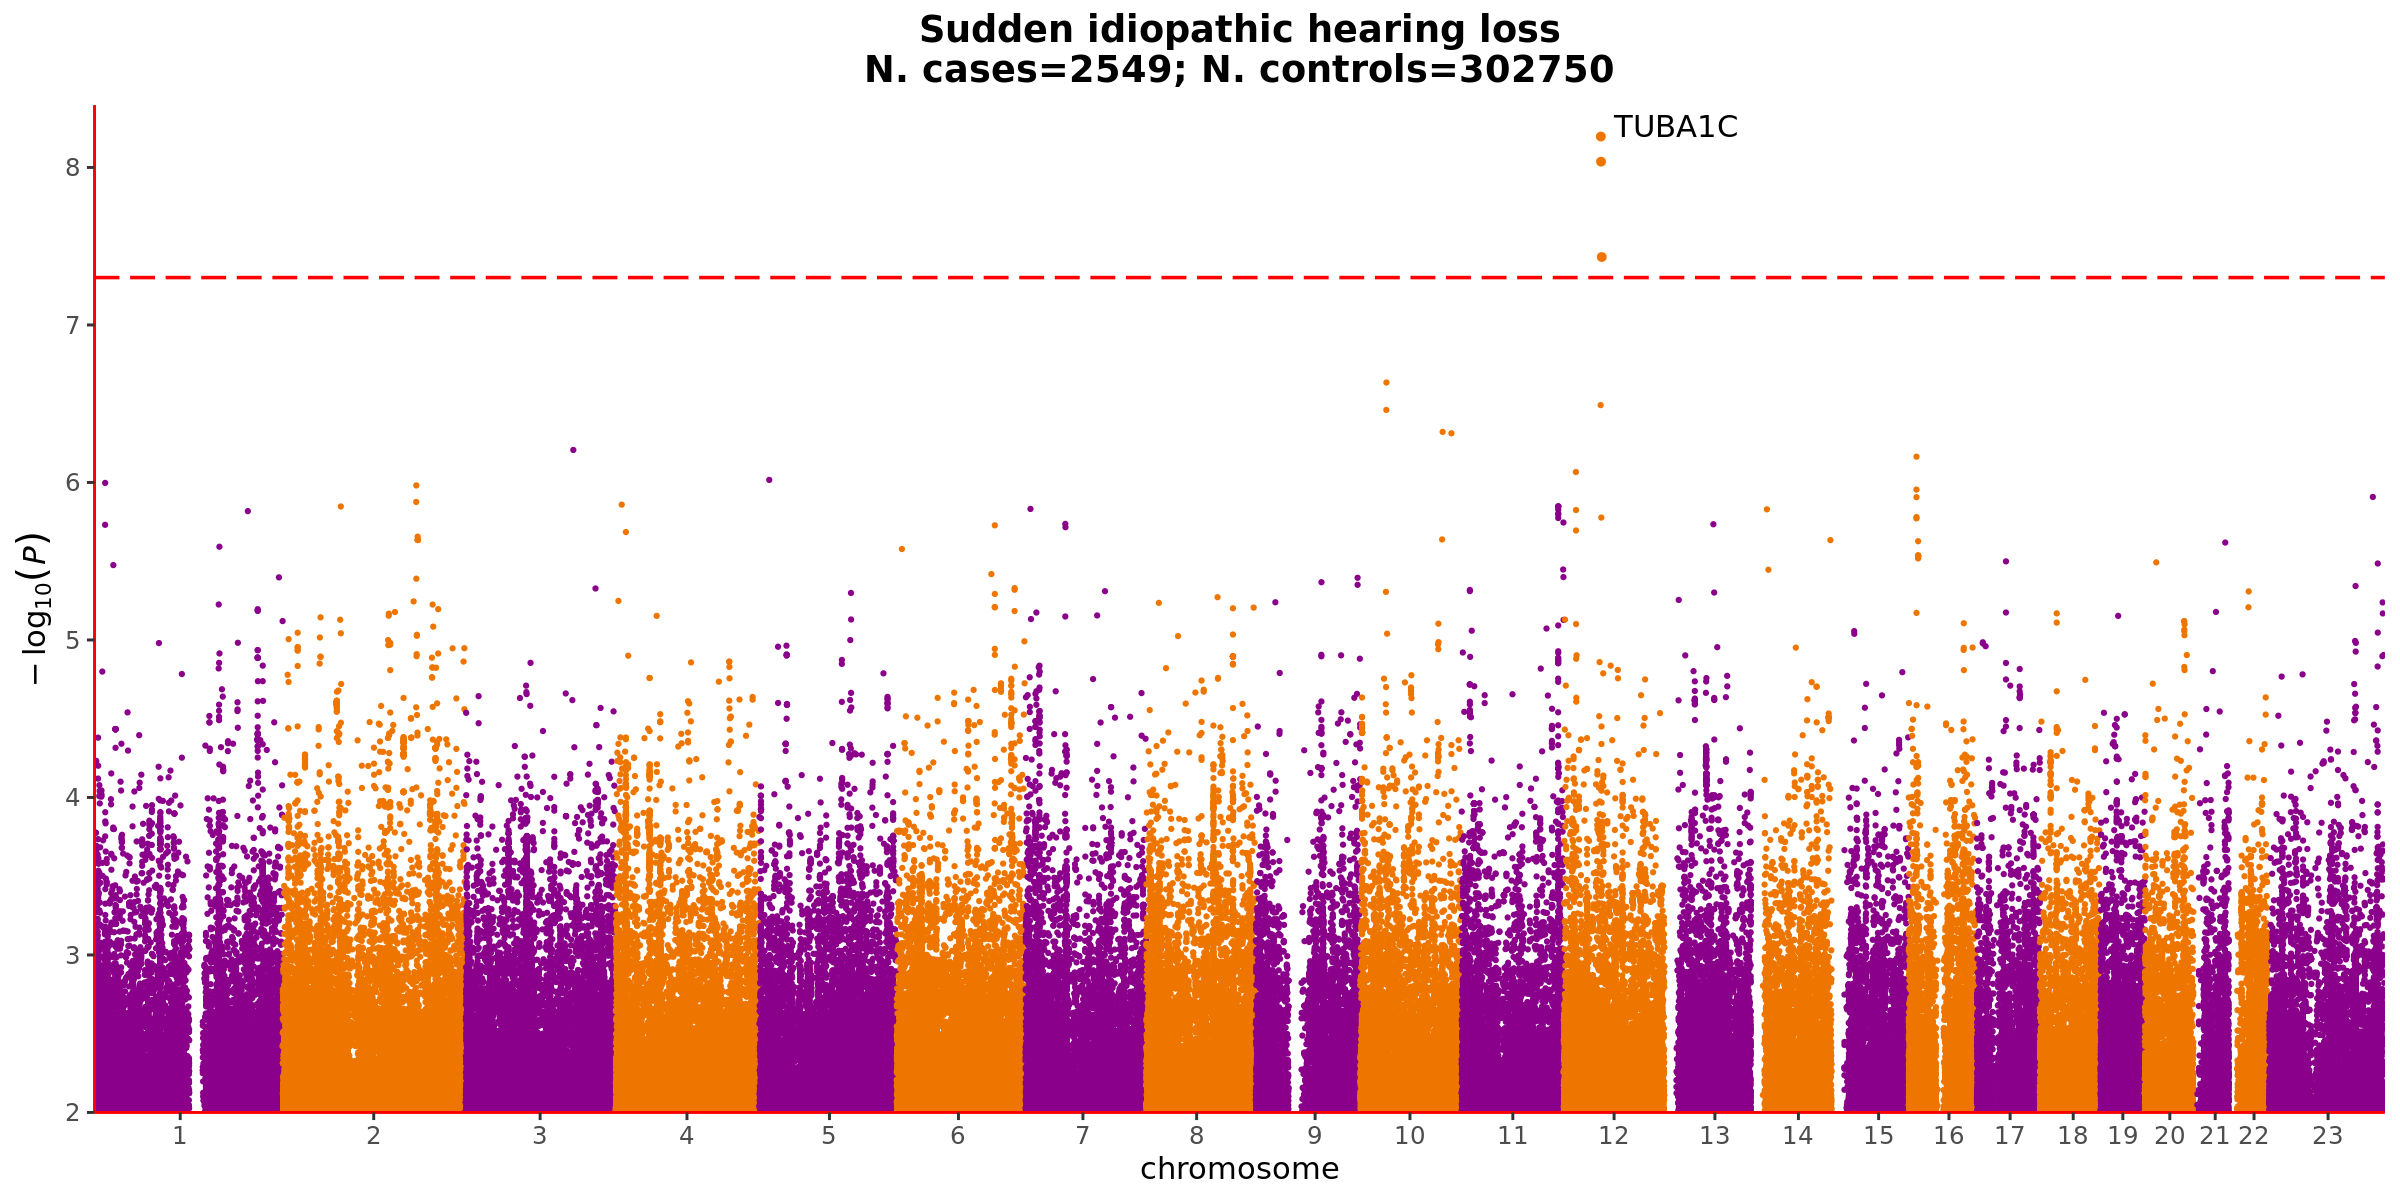 Sudden idiopathic hearing loss
N. cases=2549; N. controls=302750
TUBA1C
8
7
6
5
4
3
2
− log10(P)
1 2 3 4 5 6 7 8 9 10 11 12 13 14 15 16 17 18 19 20 21 22 23
chromosome